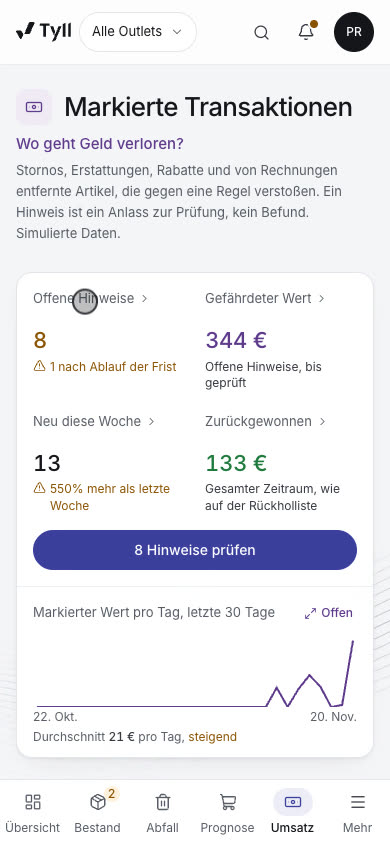 Tyll
Alle Outlets
PR
Markierte Transaktionen
Wo geht Geld verloren?
Stornos, Erstattungen, Rabatte und von Rechnungen
entfernte Artikel, die gegen eine Regel verstoßen. Ein
Hinweis ist ein Anlass zur Prüfung, kein Befund.
Simulierte Daten.
Offene Hinweise
8
1 nach Ablauf der Frist
Gefährdeter Wert
344 €
Offene Hinweise, bis
geprüft
Neu diese Woche
13
550% mehr als letzte
Woche
Zurückgewonnen
133 €
Gesamter Zeitraum, wie
auf der Rückholliste
8 Hinweise prüfen
Markierter Wert pro Tag, letzte 30 Tage
Offen
22. Okt.
20. Nov.
Durchschnitt 21 € pro Tag, steigend
2
Übersicht
Bestand
Abfall
Prognose
Umsatz
Mehr